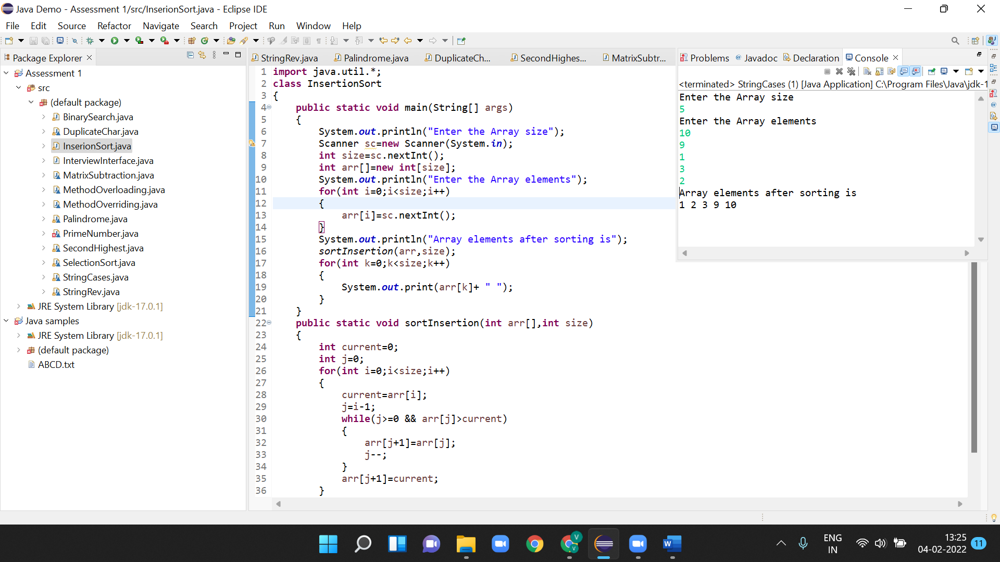 Java Demo - Assessment 1/src/InserionSort.java - Eclipse IDE
File Edit Source Refactor Navigate Search Project Run Window Help
Package Explorer
Assessment 1
src
(default package)
BinarySearch.java
DuplicateChar.java
InserionSort.java
InterviewInterface.java
MatrixSubtraction.java
MethodOverloading.java
MethodOverriding.java
Palindrome.java
PrimeNumber.java
SecondHighest.java
SelectionSort.java
StringCases.java
StringRev.java
JRE System Library [jdk-17.0.1]
Java samples
JRE System Library [jdk-17.0.1]
(default package)
ABCD.txt
StringRev.java Palindrome.java DuplicateCh... SecondHighes... MatrixSubtr...
1 import java.util.*;
2 class InsertionSort
3 {
4 public static void main(String[] args)
5 {
6 System.out.println("Enter the Array size");
7 Scanner sc=new Scanner(System.in);
8 int size=sc.nextInt();
9 int arr[]=new int[size];
10 System.out.println("Enter the Array elements");
11 for(int i=0;i<size;i++)
12 {
13 arr[i]=sc.nextInt();
14 }
15 System.out.println("Array elements after sorting is");
16 sortInsertion(arr,size);
17 for(int k=0;k<size;k++)
18 {
19 System.out.print(arr[k]+ " ");
20 }
21 }
22 public static void sortInsertion(int arr[],int size)
23 {
24 int current=0;
25 int j=0;
26 for(int i=0;i<size;i++)
27 {
28 current=arr[i];
29 j=i-1;
30 while(j>=0 && arr[j]>current)
31 {
32 arr[j+1]=arr[j];
33 j--;
34 }
35 arr[j+1]=current;
36 }
Problems @ Javadoc Declaration Console
<terminated> StringCases (1) [Java Application] C:\Program Files\Java\jdk-1
Enter the Array size
5
Enter the Array elements
10
9
1
3
2
Array elements after sorting is
1 2 3 9 10
V
V
W
ENG
IN
13:25
04-02-2022
11